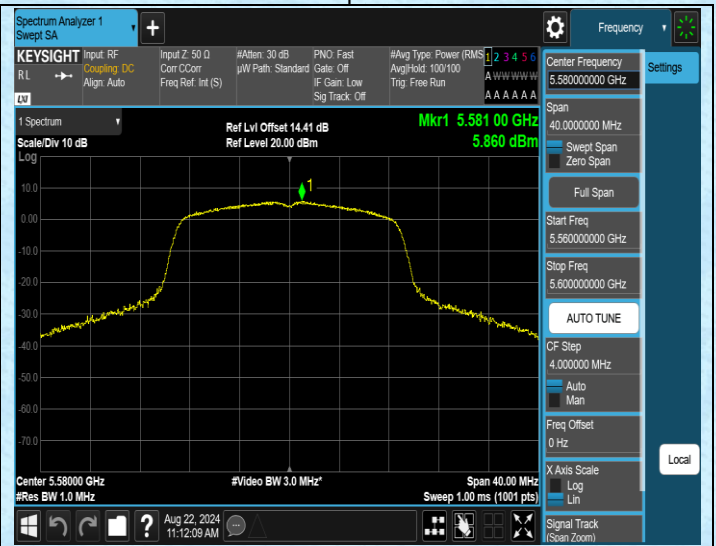 Spectrum Analyzer 1
Swept SA
+
Frequency
KEYSIGHT
RL
LXI
Input: RF
Coupling: DC
Align: Auto
Input Z: 50 Ω
Corr CCorr
Freq Ref: Int (S)
#Atten: 30 dB
µW Path: Standard
PNO: Fast
Gate: Off
IF Gain: Low
Sig Track: Off
#Avg Type: Power (RMS
Avg|Hold: 100/100
Trig: Free Run
1 2 3 4 5 6
A W W W W W
A A A A A A
1 Spectrum
Scale/Div 10 dB
Log
Ref Lvl Offset 14.41 dB
Ref Level 20.00 dBm
Mkr1 5.581 00 GHz
5.860 dBm
1
10.0
0.00
-10.0
-20.0
-30.0
-40.0
-50.0
-60.0
-70.0
Center 5.58000 GHz
#Res BW 1.0 MHz
#Video BW 3.0 MHz*
Span 40.00 MHz
Sweep 1.00 ms (1001 pts)
Center Frequency
5.580000000 GHz
Settings
Span
40.0000000 MHz
Swept Span
Zero Span
Full Span
Start Freq
5.560000000 GHz
Stop Freq
5.600000000 GHz
AUTO TUNE
CF Step
4.000000 MHz
Auto
Man
Freq Offset
0 Hz
X Axis Scale
Log
Lin
Local
Signal Track
(Span Zoom)
?
Aug 22, 2024
11:12:09 AM